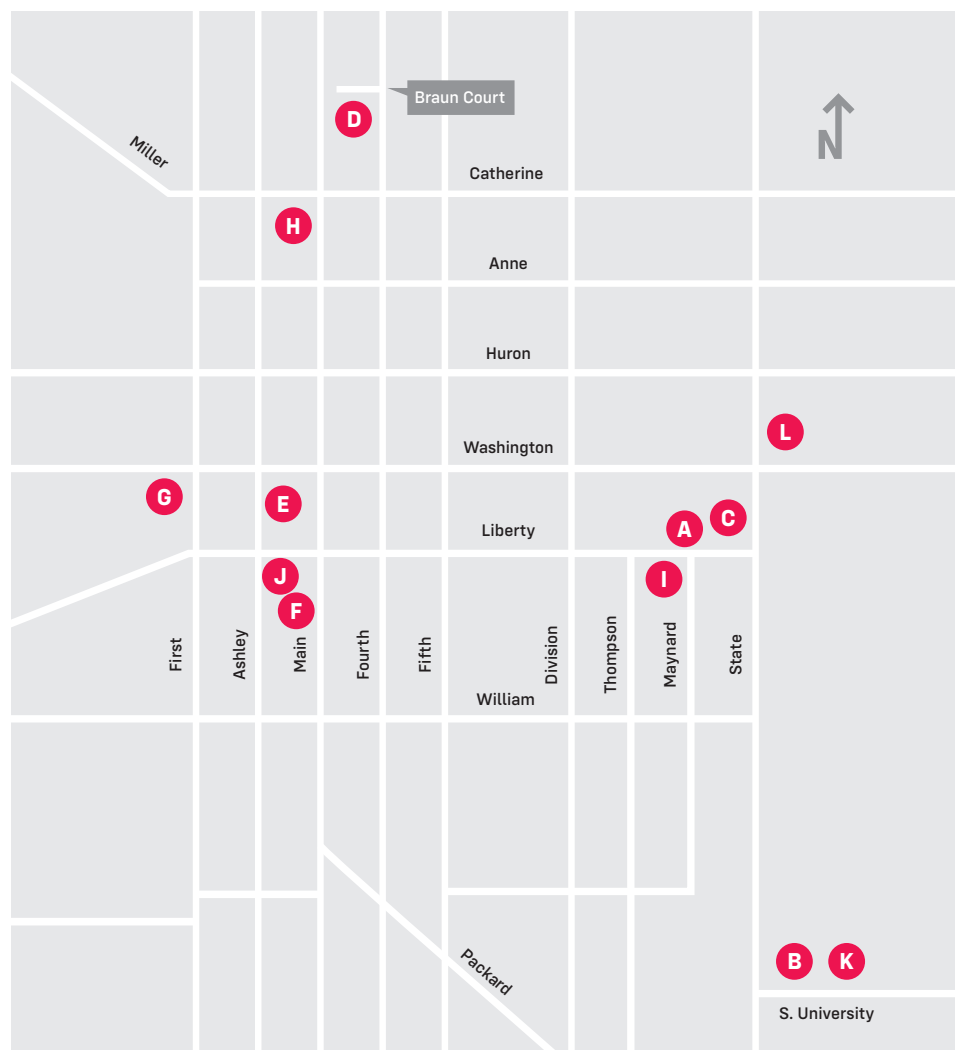 Braun Court
D
N
Miller
Catherine
H
Anne
Huron
L
Washington
G
E
C
A
Liberty
J
I
F
First
Ashley
Main
Fourth
Fifth
Division
Thompson
Maynard
State
William
Packard
B
K
S. University